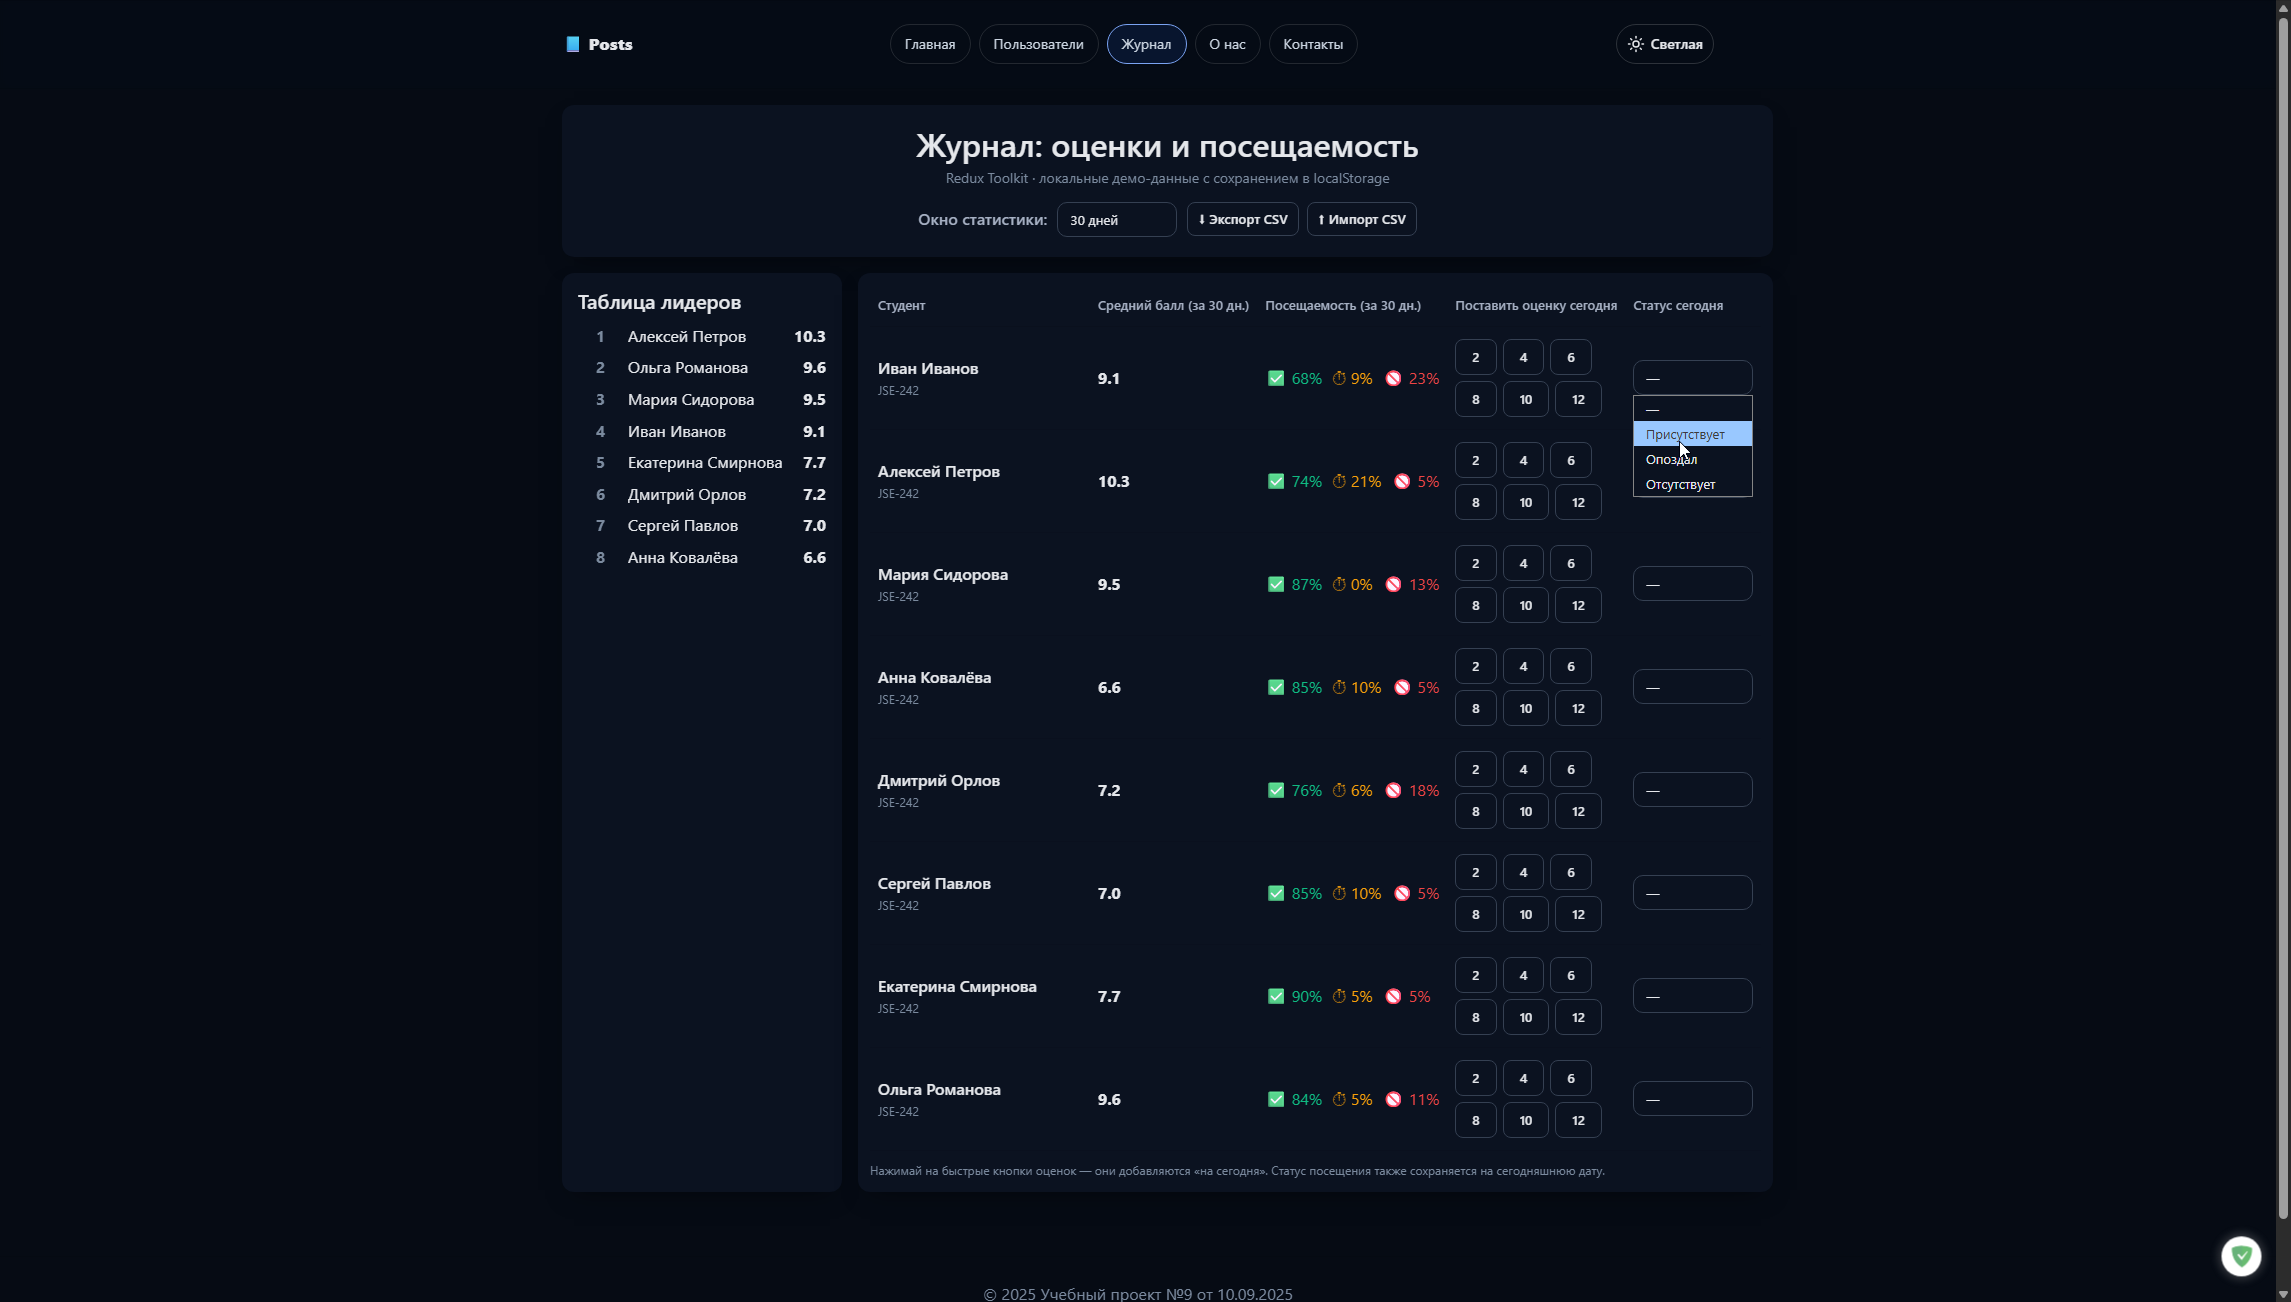 Posts
Главная
Пользователи
Журнал
О нас
Контакты
Светлая
Журнал: оценки и посещаемость
Redux Toolkit · локальные демо-данные с сохранением в localStorage
Окно статистики:
30 дней
⬇ Экспорт CSV
⬆ Импорт CSV
Таблица лидеров
1 Алексей Петров 10.3
2 Ольга Романова 9.6
3 Мария Сидорова 9.5
4 Иван Иванов 9.1
5 Екатерина Смирнова 7.7
6 Дмитрий Орлов 7.2
7 Сергей Павлов 7.0
8 Анна Ковалёва 6.6
Студент Средний балл (за 30 дн.) Посещаемость (за 30 дн.) Поставить оценку сегодня Статус сегодня
Иван Иванов
JSE-242
9.1
✅ 68% ⏱ 9% 🚫 23%
2 4 6
8 10 12
—
—
Присутствует
Опоздал
Отсутствует
Алексей Петров
JSE-242
10.3
✅ 74% ⏱ 21% 🚫 5%
2 4 6
8 10 12
Мария Сидорова
JSE-242
9.5
✅ 87% ⏱ 0% 🚫 13%
2 4 6
8 10 12
—
Анна Ковалёва
JSE-242
6.6
✅ 85% ⏱ 10% 🚫 5%
2 4 6
8 10 12
—
Дмитрий Орлов
JSE-242
7.2
✅ 76% ⏱ 6% 🚫 18%
2 4 6
8 10 12
—
Сергей Павлов
JSE-242
7.0
✅ 85% ⏱ 10% 🚫 5%
2 4 6
8 10 12
—
Екатерина Смирнова
JSE-242
7.7
✅ 90% ⏱ 5% 🚫 5%
2 4 6
8 10 12
—
Ольга Романова
JSE-242
9.6
✅ 84% ⏱ 5% 🚫 11%
2 4 6
8 10 12
—
Нажимай на быстрые кнопки оценок — они добавляются «на сегодня». Статус посещения также сохраняется на сегодняшнюю дату.
© 2025 Учебный проект №9 от 10.09.2025